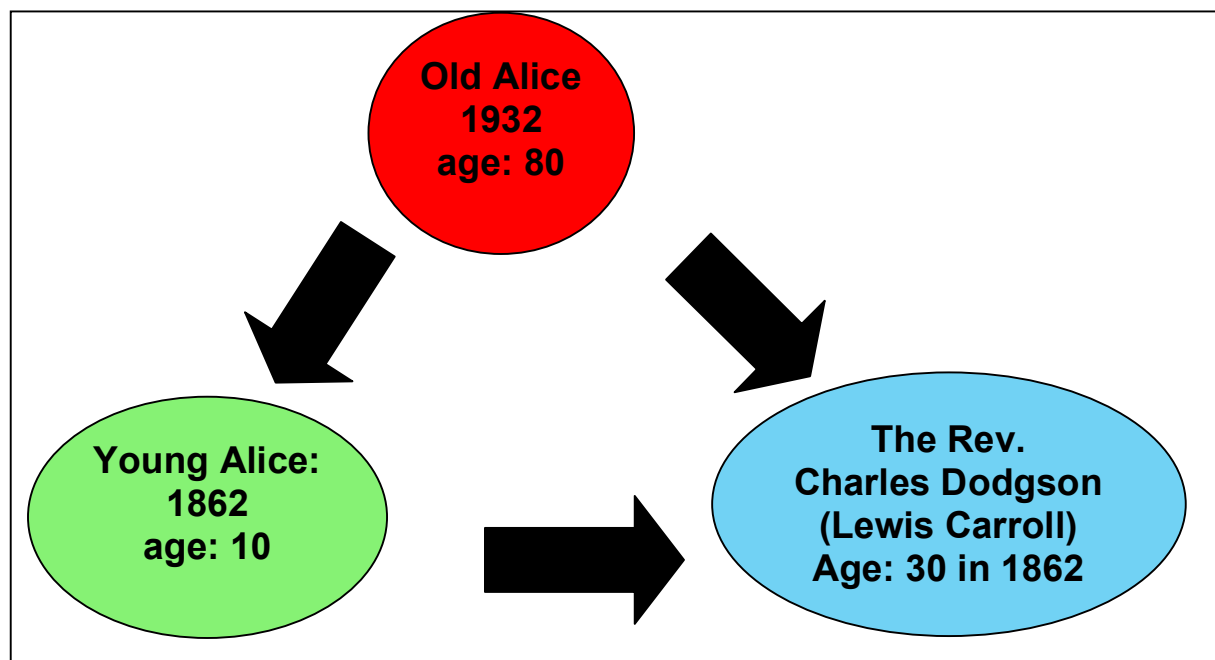 Old Alice
1932
age: 80
Young Alice:
1862
age: 10
The Rev.
Charles Dodgson
(Lewis Carroll)
Age: 30 in 1862